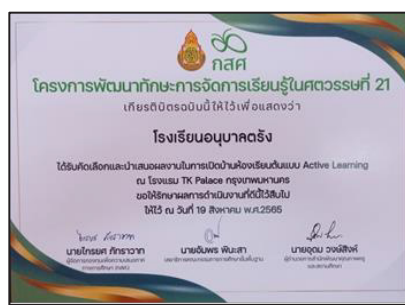 กสศ
โครงการพัฒนาทักษะการจัดการเรียนรู้ในศตวรรษที่ 21
เกียรติบัตรฉบับนี้ให้ไว้เพื่อแสดงว่า
โรงเรียนอนุบาลตรัง
ได้รับคัดเลือกและนำเสนอผลงานในการเปิดบ้านห้องเรียนต้นแบบ Active Learning
ณ โรงแรม TK Palace กรุงเทพมหานคร
ขอให้รักษาผลการดำเนินงานที่ดีนี้ไว้สืบไป
ให้ไว้ ณ วันที่ 19 สิงหาคม พ.ศ.2565
นายไกรยศ ภัทราวาท นายอัมพร พินะสา นายอุดม วงษ์สิงห์